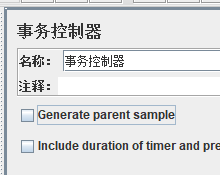 事务控制器
名称: 事务控制器
注释:
Generate parent sample
Include duration of timer and pre